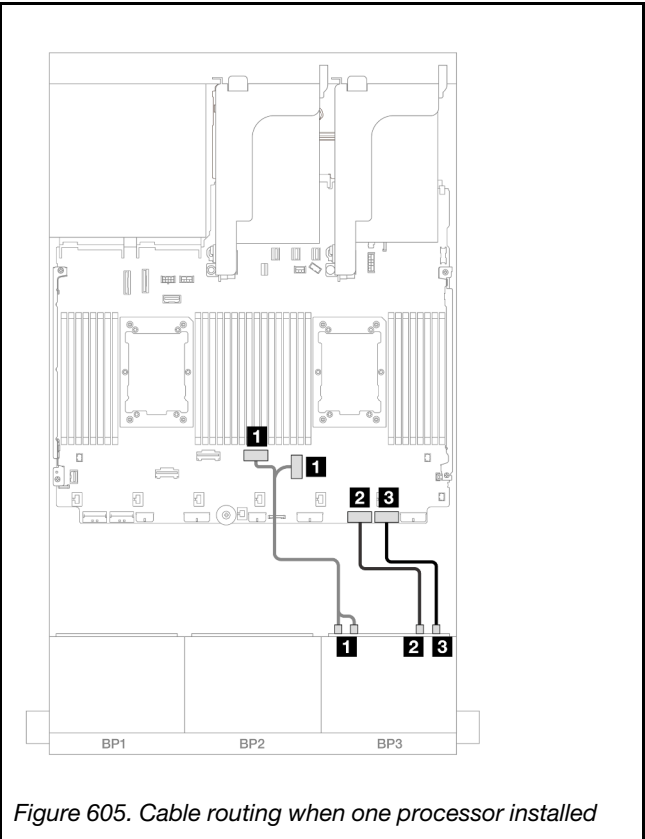 1
1
2 3
1 2 3
BP1 BP2 BP3
Figure 605. Cable routing when one processor installed